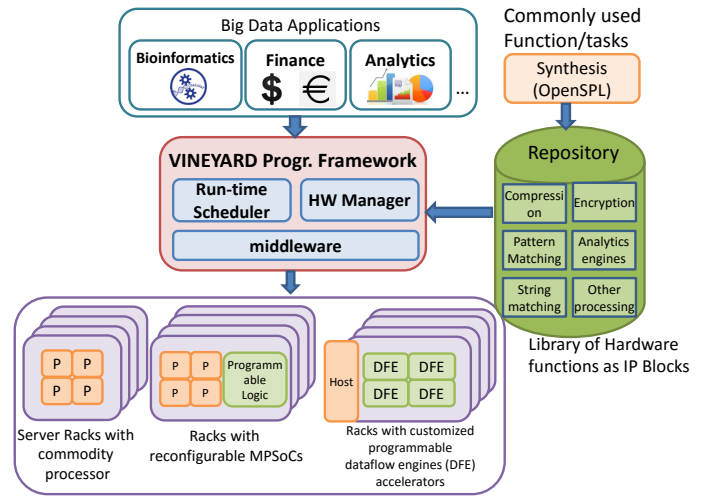 Big Data Applications
Bioinformatics
Finance
$ €
Analytics
...
Commonly used
Function/tasks
Synthesis
(OpenSPL)
VINEYARD Progr. Framework
Run-time
Scheduler
HW Manager
middleware
Repository
Compressi
on
Encryption
Pattern
Matching
Analytics
engines
String
matching
Other
processing
Library of Hardware
functions as IP Blocks
P P
P P
Server Racks with
commodity
processor
P P
P P
Programm
able
Logic
Racks with
reconfigurable MPSoCs
Host
DFE DFE
DFE DFE
Racks with customized
programmable
dataflow engines (DFE)
accelerators